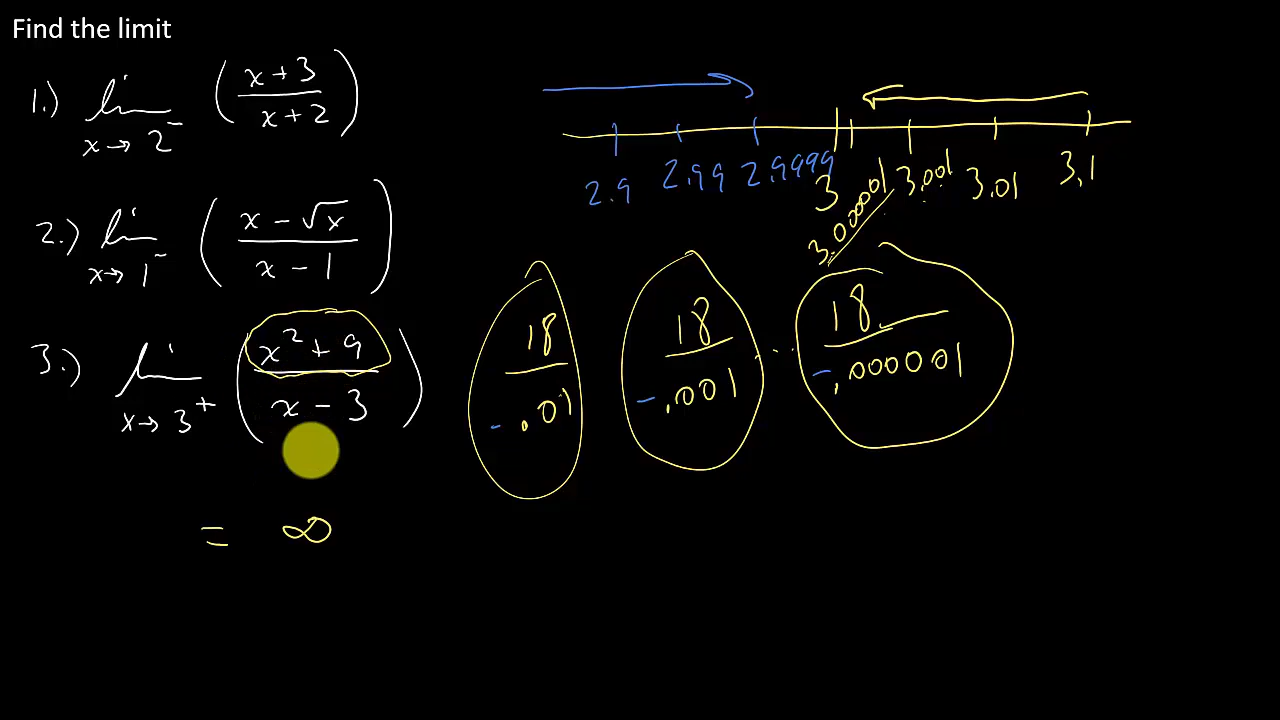 Find the limit
1.) lim x→2⁻ (x+3 / x+2)
2.) lim x→1⁻ (x-√x / x-1)
3.) lim x→3⁺ (x²+9 / x-3)
= ∞
2.9 2.99 2.9999 3 3.000001 3.001 3.01 3.1
18 / -.01 18 / -.001 ... 18 / -.000001